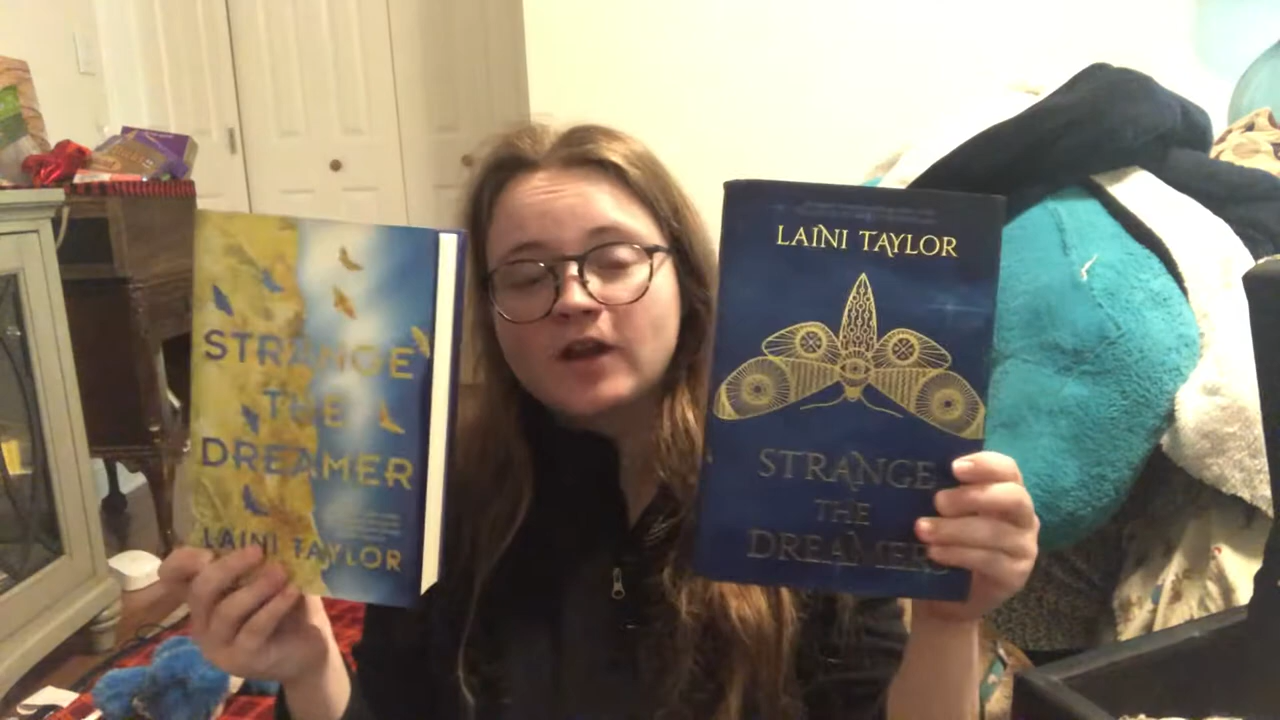 STRANGE
THE
DREAMER
LAINI TAYLOR
LAINI TAYLOR
STRANGE
THE
DREAMER